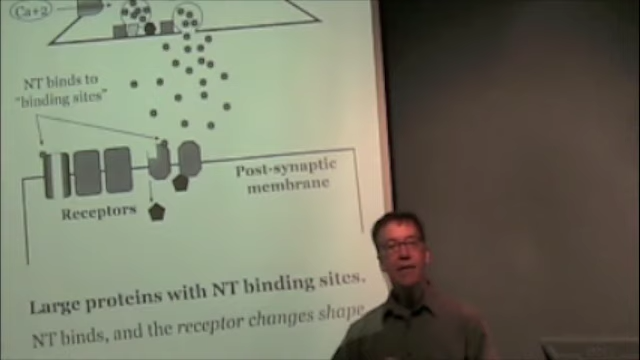 Ca+2
NT binds to
"binding sites"
Post-synaptic
membrane
Receptors
Large proteins with NT binding sites.
NT binds, and the receptor changes shape